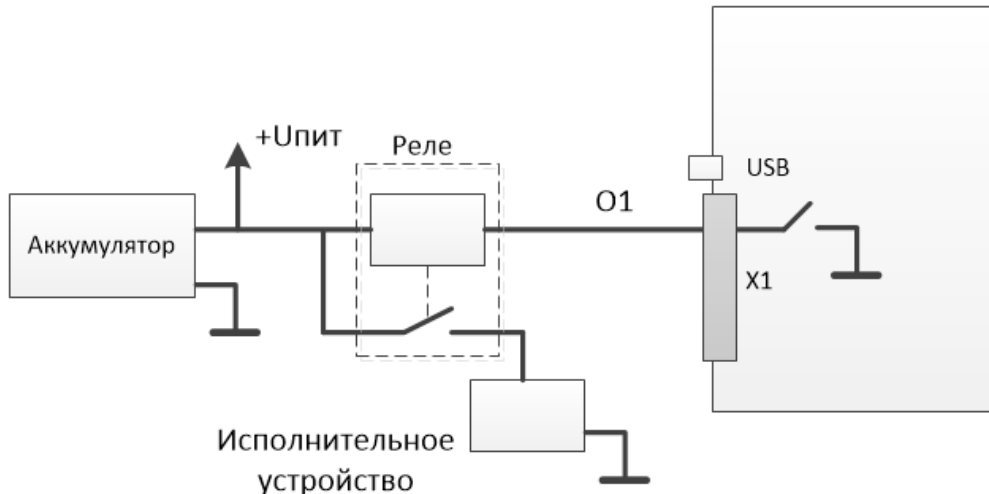 +Uпит
Реле
USB
O1
Аккумулятор
X1
Исполнительное
устройство